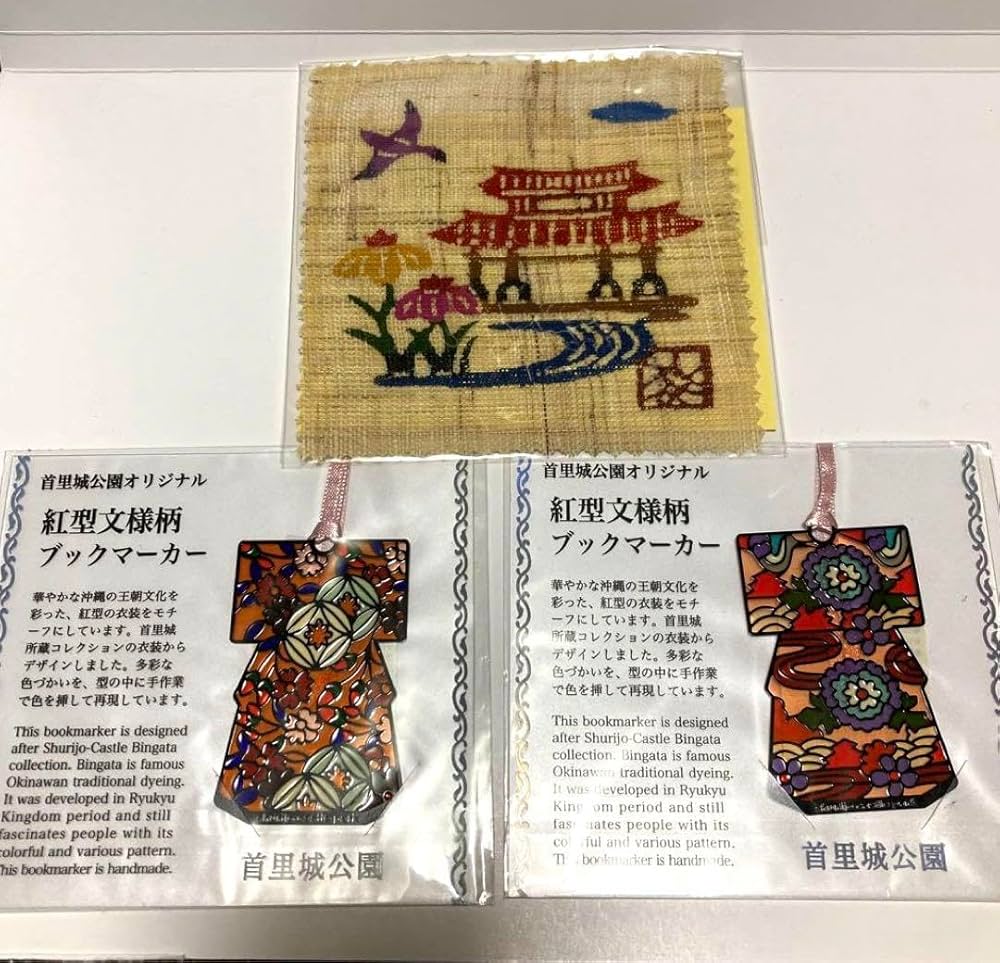 首里城公園オリジナル
紅型文様柄
ブックマーカー
華やかな沖縄の王朝文化を
彩った、紅型の衣装をモチ
ーフにしています。首里城
所蔵コレクションの衣装から
デザインしました。多彩な
色づかいを、型の中に手作業
で色を挿して再現しています。
This bookmarker is designed
after Shurijo-Castle Bingata
collection. Bingata is famous
Okinawan traditional dyeing.
It was developed in Ryukyu
Kingdom period and still
fascinates people with its
colorful and various pattern.
This bookmarker is handmade.
首里城公園
首里城公園オリジナル
紅型文様柄
ブックマーカー
華やかな沖縄の王朝文化を
彩った、紅型の衣装をモチ
ーフにしています。首里城
所蔵コレクションの衣装から
デザインしました。多彩な
色づかいを、型の中に手作業
で色を挿して再現しています。
This bookmarker is designed
after Shurijo-Castle Bingata
collection. Bingata is famous
Okinawan traditional dyeing.
It was developed in Ryukyu
Kingdom period and still
fascinates people with its
colorful and various pattern.
This bookmarker is handmade.
首里城公園